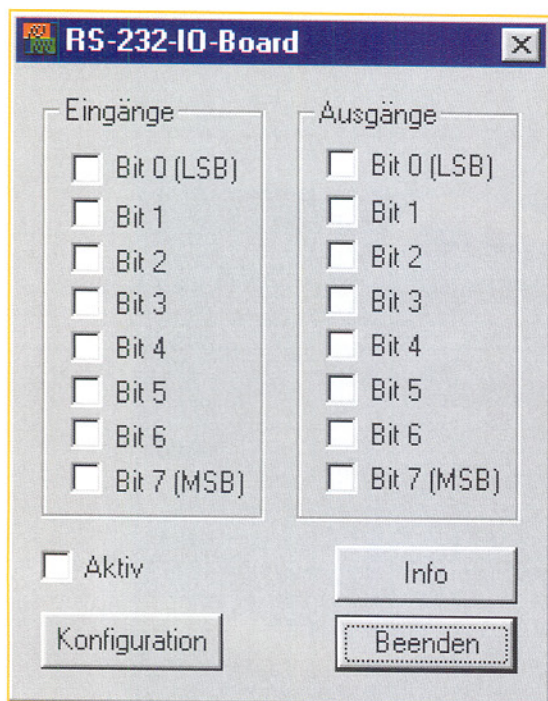 RS-232-IO-Board
Eingänge
Bit 0 (LSB)
Bit 1
Bit 2
Bit 3
Bit 4
Bit 5
Bit 6
Bit 7 (MSB)
Ausgänge
Bit 0 (LSB)
Bit 1
Bit 2
Bit 3
Bit 4
Bit 5
Bit 6
Bit 7 (MSB)
Aktiv
Info
Konfiguration
Beenden